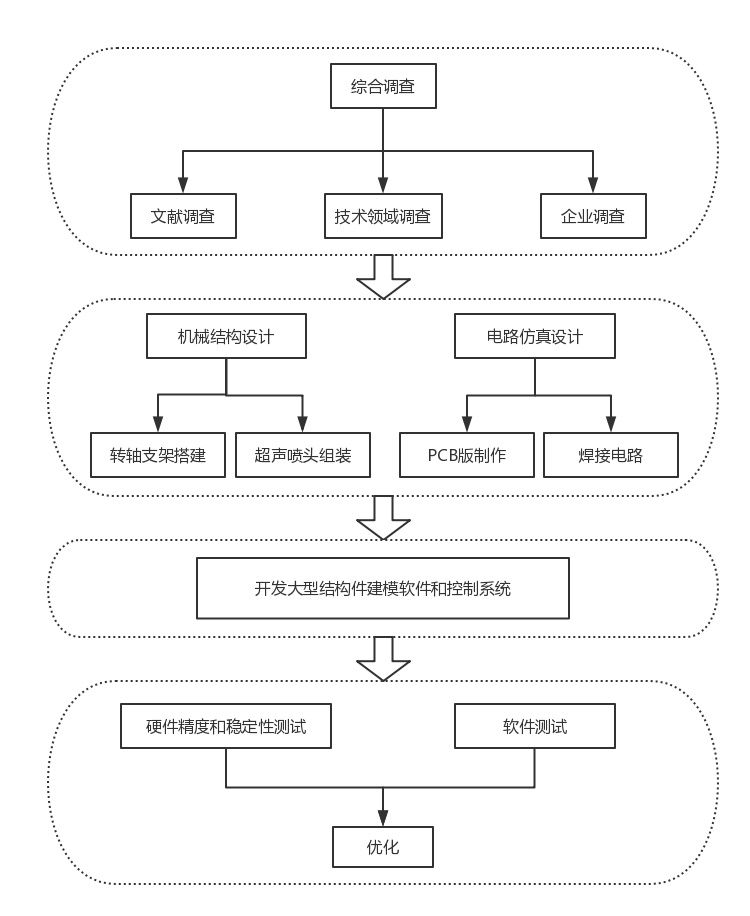 综合调查
文献调查
技术领域调查
企业调查
机械结构设计
电路仿真设计
转轴支架搭建
超声喷头组装
PCB版制作
焊接电路
开发大型结构件建模软件和控制系统
硬件精度和稳定性测试
软件测试
优化